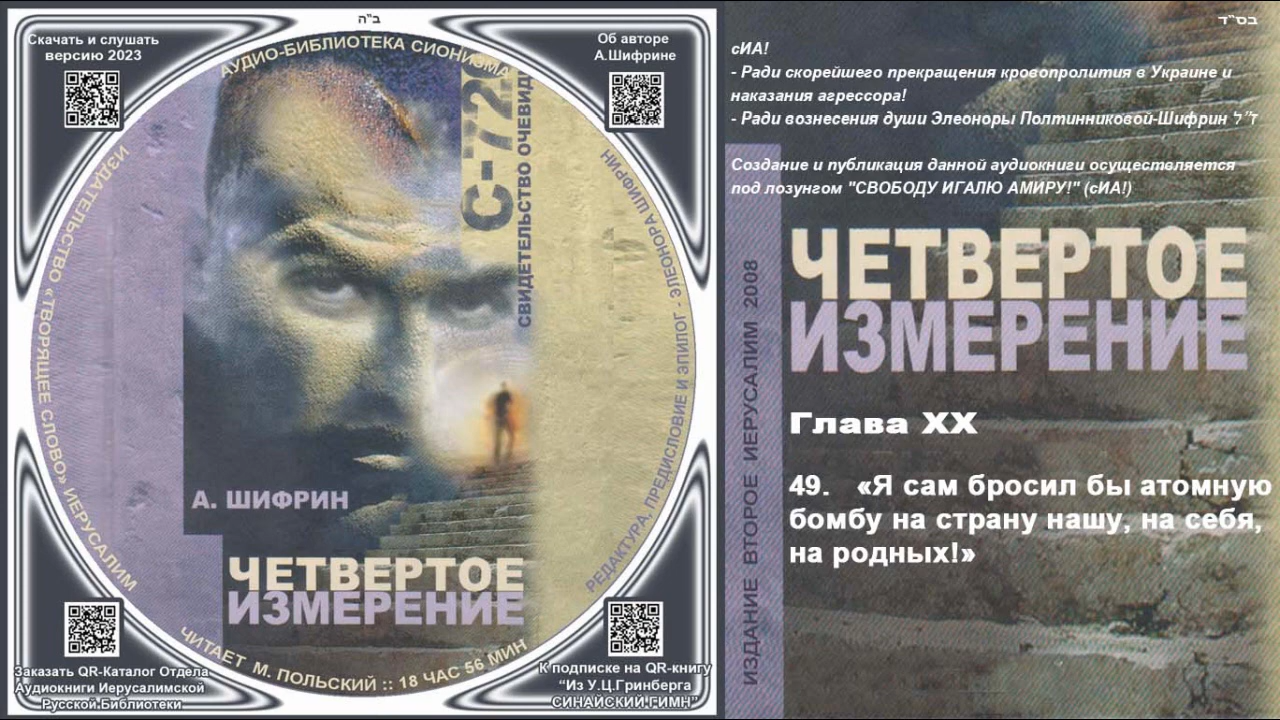 ב"ה
Скачать и слушать
версию 2023
Об авторе
А.Шифрине
АУДИО-БИБЛИОТЕКА СИОНИЗМА
ИЗДАТЕЛЬСТВО «ТВОРЯЩЕЕ СЛОВО» ИЕРУСАЛИМ
С-720
СВИДЕТЕЛЬСТВО ОЧЕВИД
РЕДАКТУРА, ПРЕДИСЛОВИЕ И ЭПИЛОГ - ЭЛЕОНОРА ШИФРИН
А. ШИФРИН
ЧЕТВЕРТОЕ
ИЗМЕРЕНИЕ
ЧИТАЕТ М. ПОЛЬСКИЙ :: 18 ЧАС 56 МИН
Заказать QR-Каталог Отдела
Аудиокниги Иерусалимской
Русской Библиотеки
К подписке на QR-книгу
"Из У.Ц.Гринберга
СИНАЙСКИЙ ГИМН"
בס"ד
сИА!
- Ради скорейшего прекращения кровопролития в Украине и
наказания агрессора!
- Ради вознесения души Элеоноры Полтинниковой-Шифрин ז"ל
Создание и публикация данной аудиокниги осуществляется
под лозунгом "СВОБОДУ ИГАЛЮ АМИРУ!" (сИА!)
ИЗДАНИЕ ВТОРОЕ ИЕРУСАЛИМ 2008
ЧЕТВЕРТОЕ
ИЗМЕРЕНИЕ
Глава XX
49. «Я сам бросил бы атомную
бомбу на страну нашу, на себя,
на родных!»